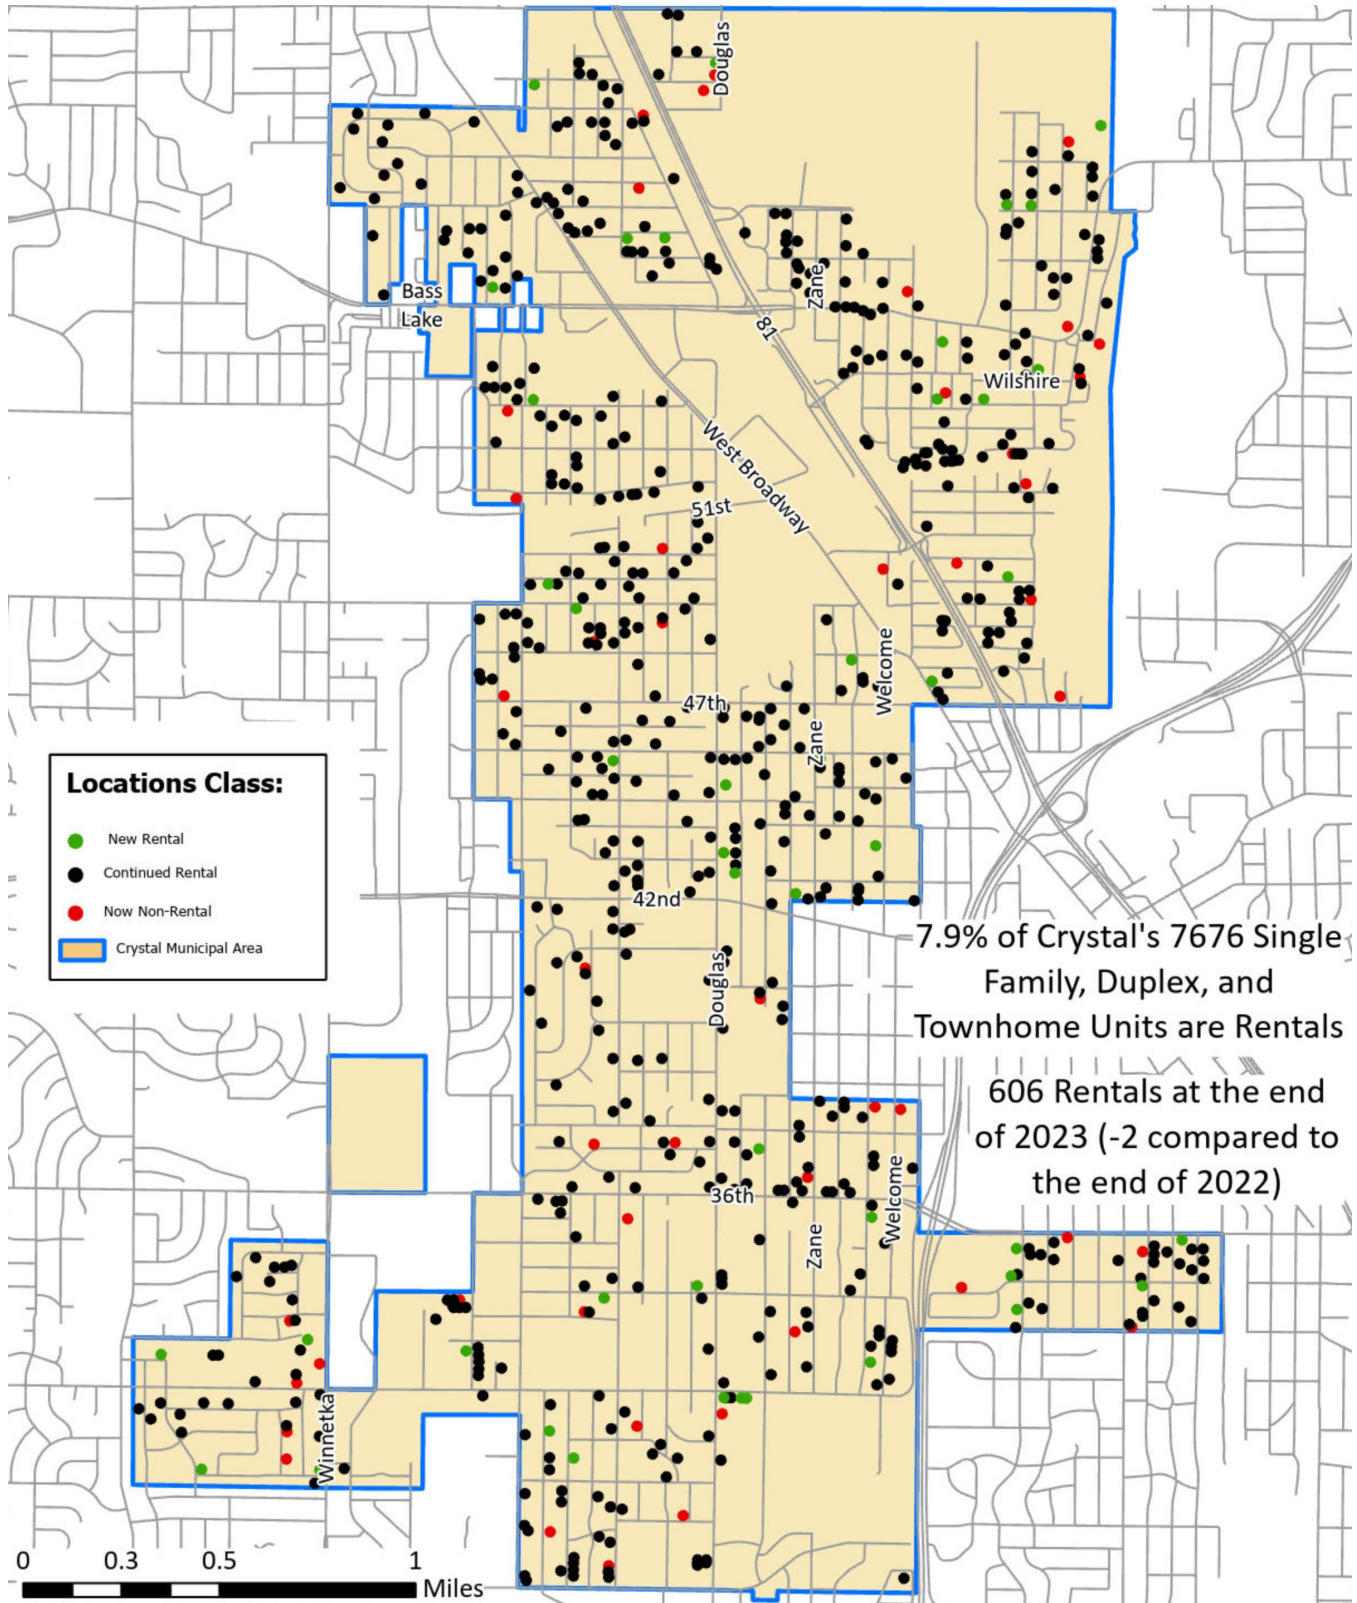 Douglas
Bass
Lake
Zane
81
Wilshire
West Broadway
51st
Welcome
47th
Zane
Locations Class:
New Rental
Continued Rental
Now Non-Rental
Crystal Municipal Area
42nd
7.9% of Crystal's 7676 Single
Family, Duplex, and
Townhome Units are Rentals
Douglas
606 Rentals at the end
of 2023 (-2 compared to
the end of 2022)
36th
Welcome
Zane
Winnetka
0 0.3 0.5 1
Miles